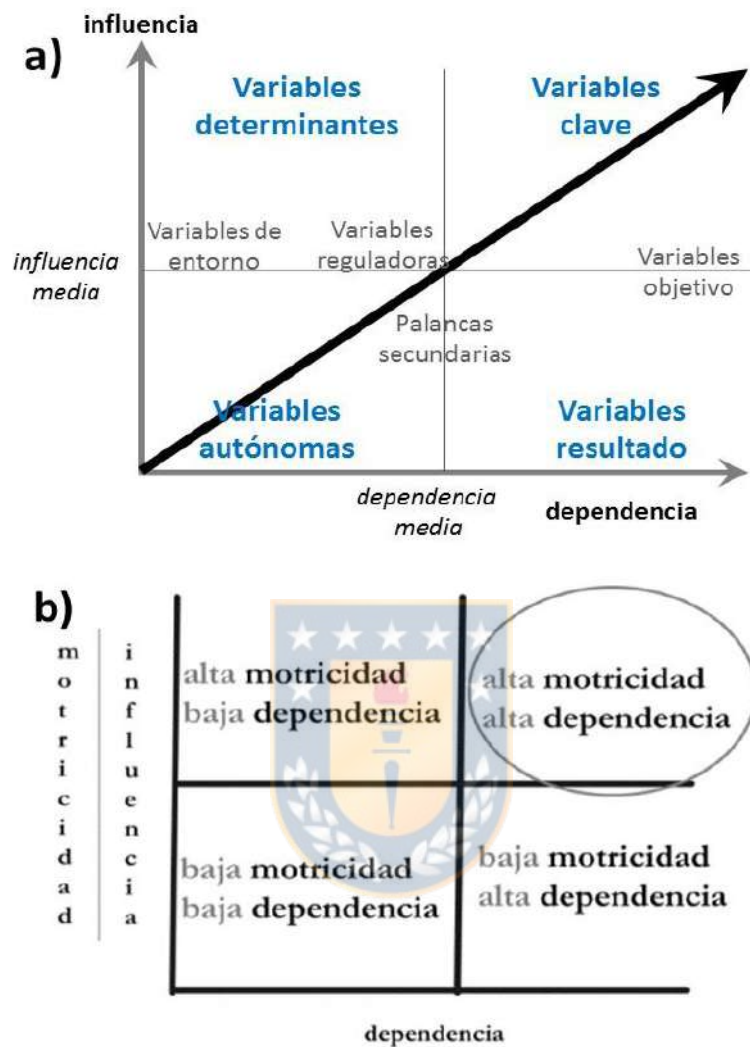 influencia
a)
Variables
determantes
Variables
clave
Variables de
entorno
Variables
reguladoras
Variables
objetivo
influencia
media
Palancas
secundarias
Variables
autónomas
Variables
resultado
dependencia
media
dependencia
b)
motricidad
influencia
alta motricidad
baja dependencia
alta motricidad
alta dependencia
baja motricidad
baja dependencia
baja motricidad
alta dependencia
dependencia